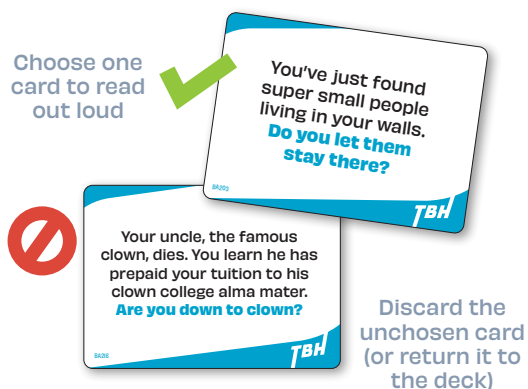 Choose one
card to read
out loud
You've just found
super small people
living in your walls.
Do you let them
stay there?
BA203
TBH
Your uncle, the famous
clown, dies. You learn he has
prepaid your tuition to his
clown college alma mater.
Are you down to clown?
BA216
TBH
Discard the
unchosen card
(or return it to
the deck)